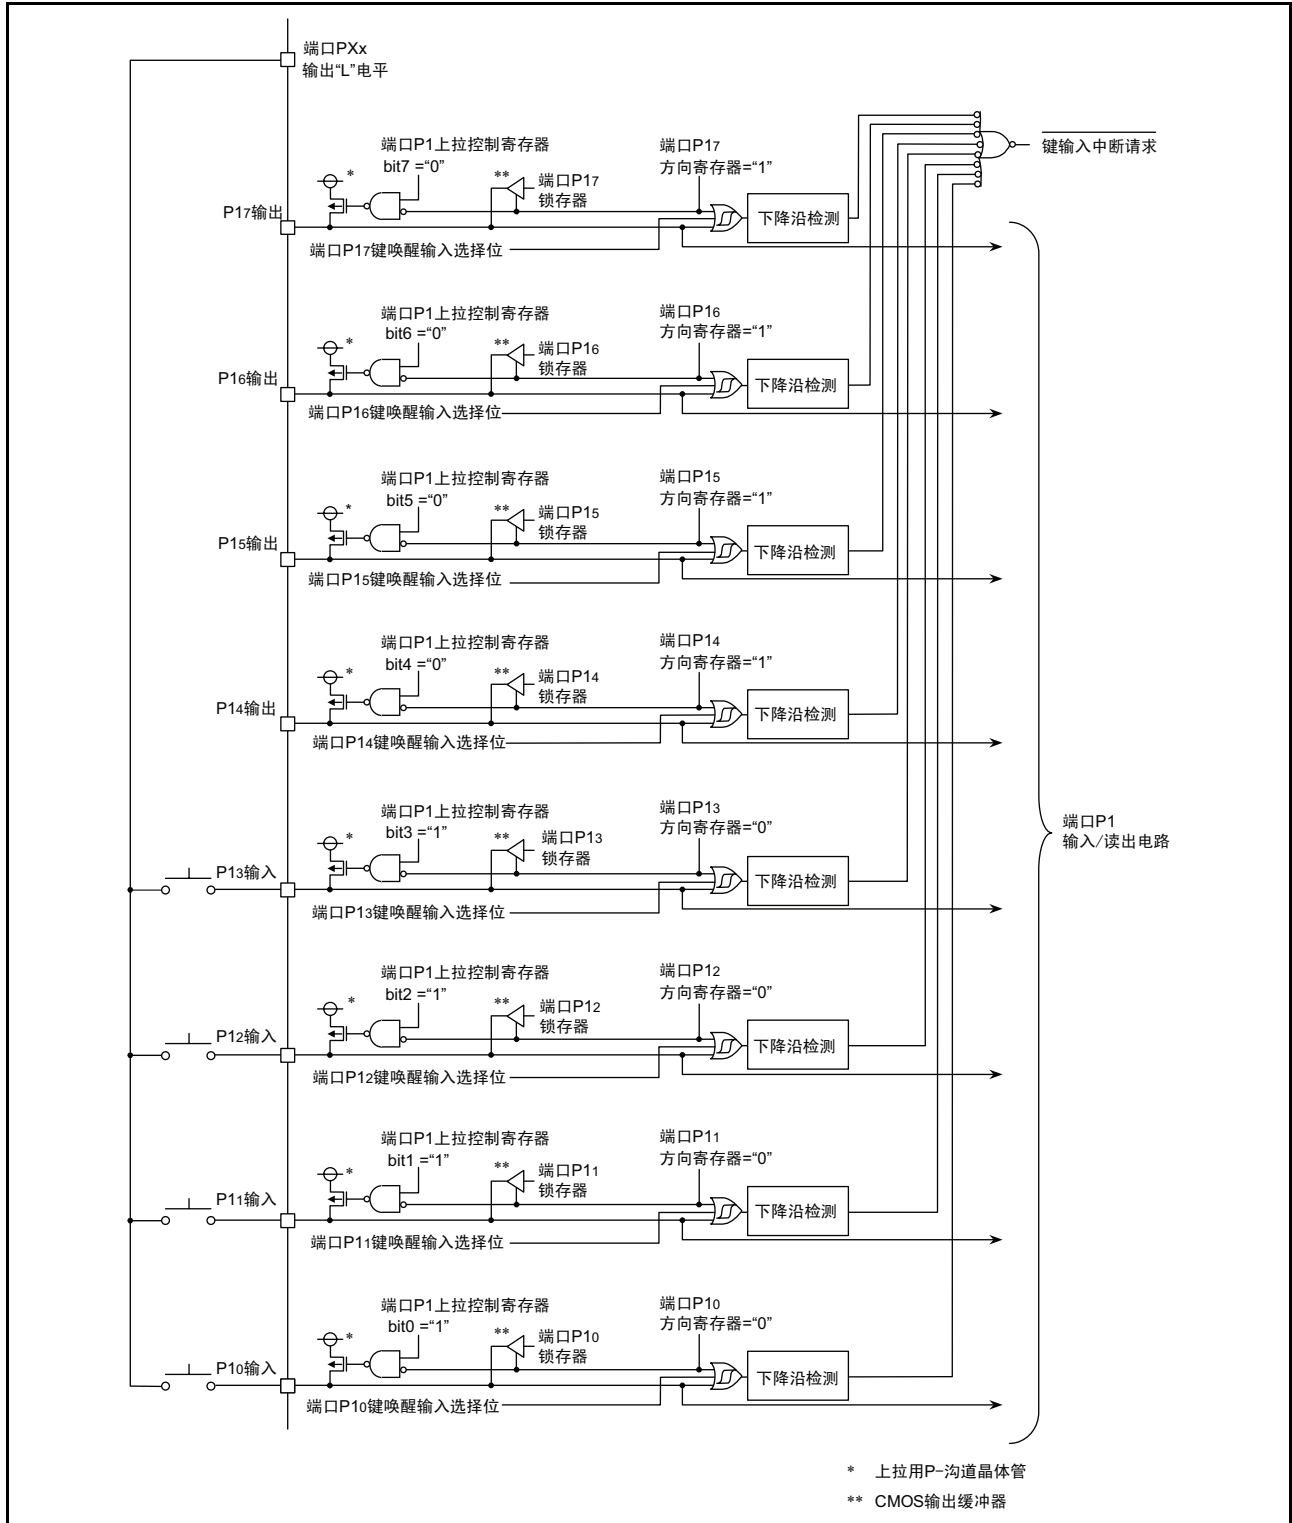 端口PXx
输出“L”电平
键输入中断请求
端口P1上拉控制寄存器
bit7 =“0”
*
**
端口P17
锁存器
端口P17
方向寄存器=“1”
P17输出
下降沿检测
端口P17键唤醒输入选择位
端口P1上拉控制寄存器
bit6 =“0”
*
**
端口P16
锁存器
端口P16
方向寄存器=“1”
P16输出
下降沿检测
端口P16键唤醒输入选择位
端口P1上拉控制寄存器
bit5 =“0”
*
**
端口P15
锁存器
端口P15
方向寄存器=“1”
P15输出
下降沿检测
端口P15键唤醒输入选择位
端口P1上拉控制寄存器
bit4 =“0”
*
**
端口P14
锁存器
端口P14
方向寄存器=“1”
P14输出
下降沿检测
端口P14键唤醒输入选择位
端口P1上拉控制寄存器
bit3 =“1”
*
**
端口P13
锁存器
端口P13
方向寄存器=“0”
P13输入
下降沿检测
端口P13键唤醒输入选择位
端口P1
输入/读出电路
端口P1上拉控制寄存器
bit2 =“1”
*
**
端口P12
锁存器
端口P12
方向寄存器=“0”
P12输入
下降沿检测
端口P12键唤醒输入选择位
端口P1上拉控制寄存器
bit1 =“1”
*
**
端口P11
锁存器
端口P11
方向寄存器=“0”
P11输入
下降沿检测
端口P11键唤醒输入选择位
端口P1上拉控制寄存器
bit0 =“1”
*
**
端口P10
锁存器
端口P10
方向寄存器=“0”
P10输入
下降沿检测
端口P10键唤醒输入选择位
* 上拉用P-沟道晶体管
** CMOS输出缓冲器